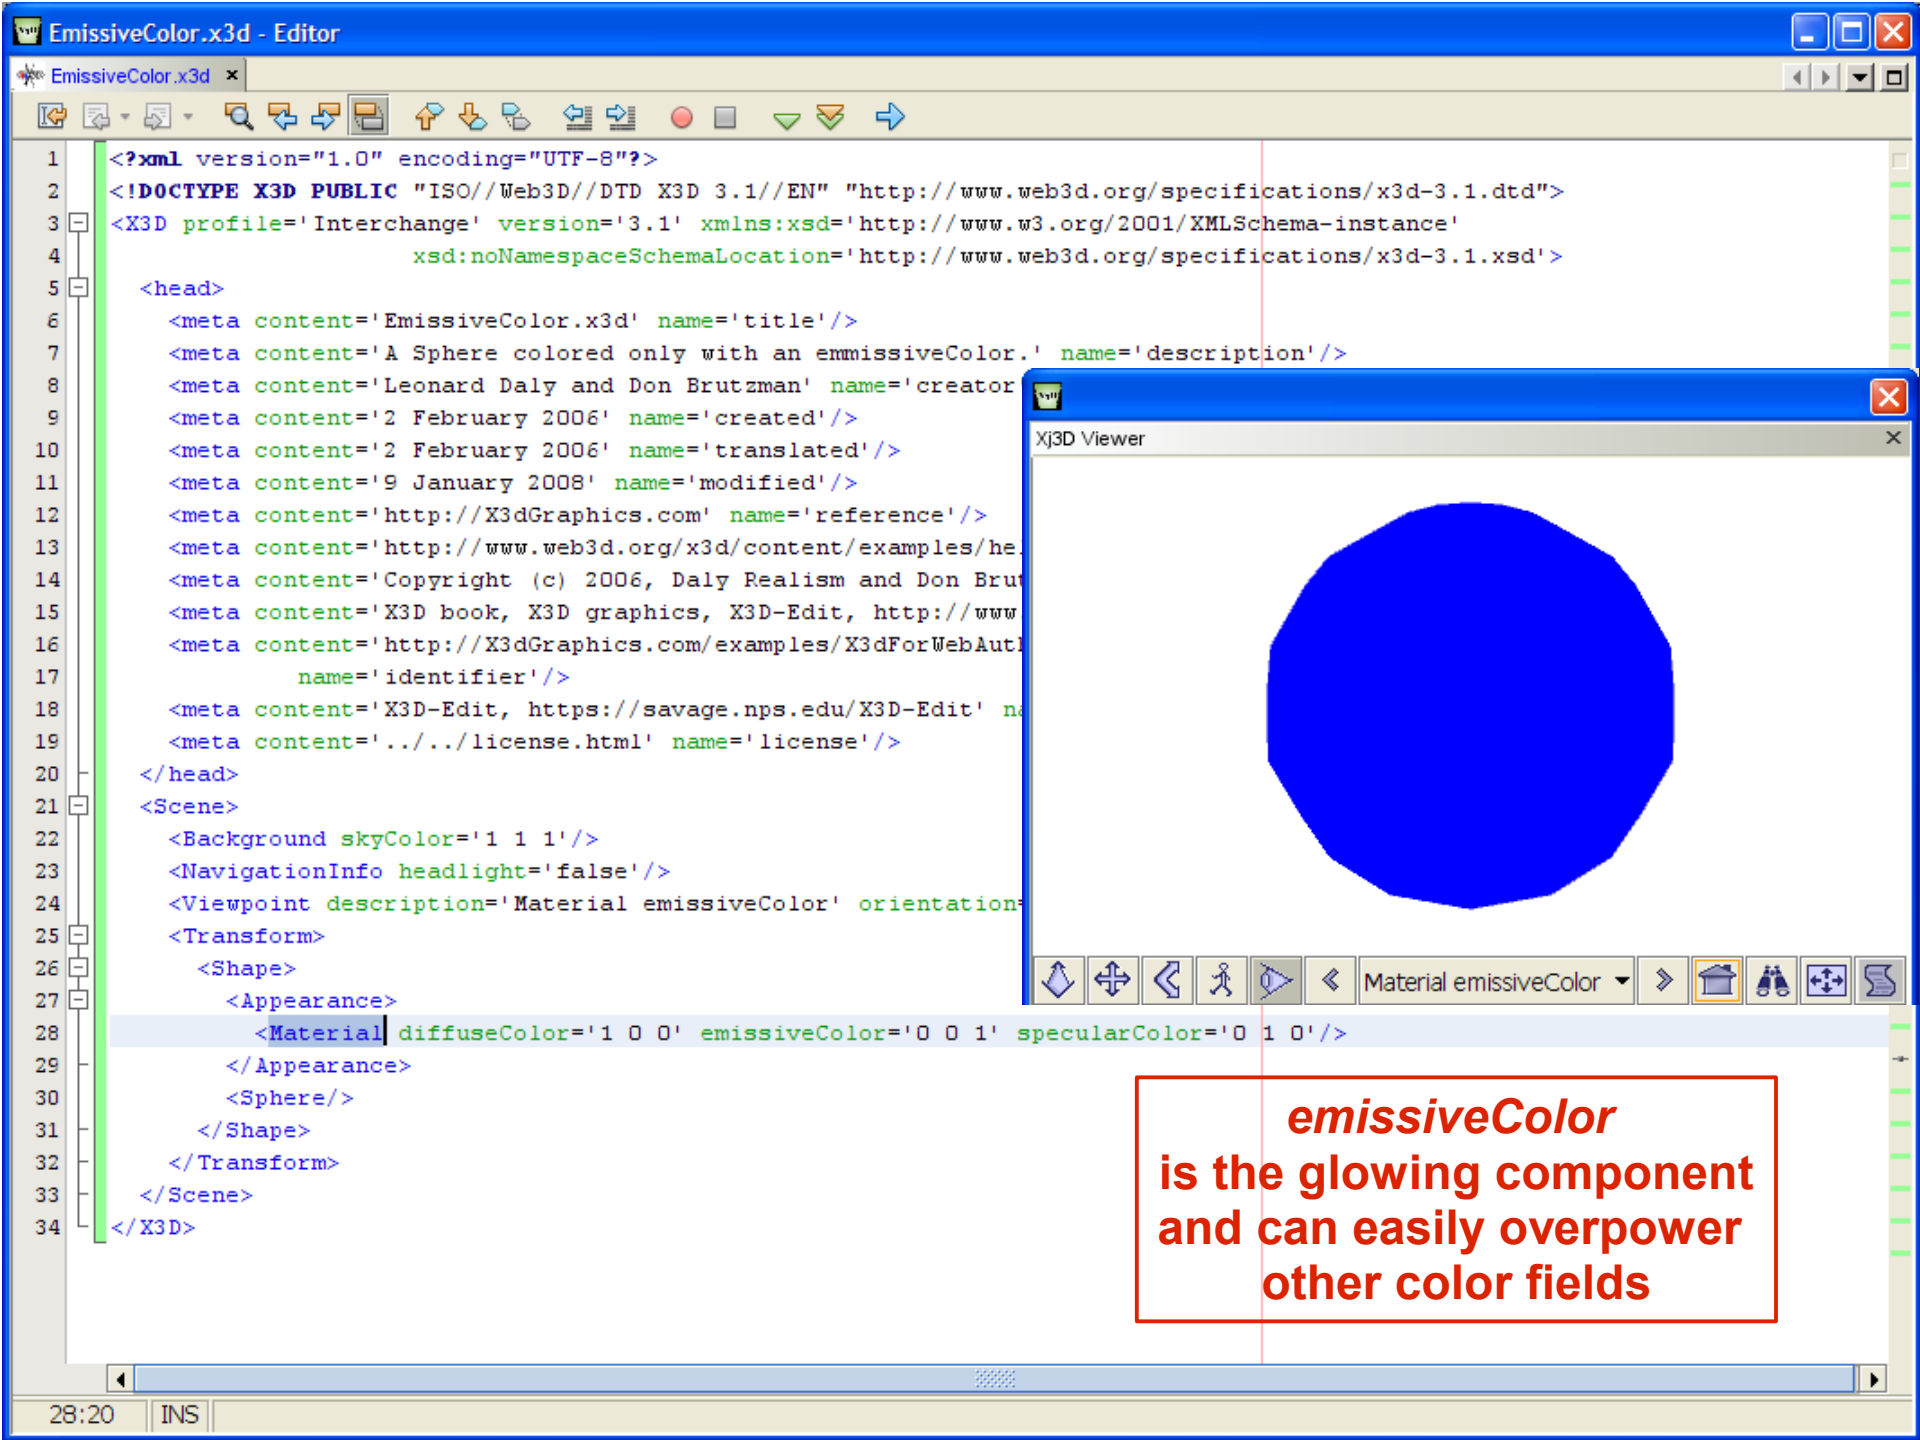 EmissiveColor.x3d - Editor
EmissiveColor.x3d
1 <?xml version="1.0" encoding="UTF-8"?>
2 <!DOCTYPE X3D PUBLIC "ISO//Web3D//DTD X3D 3.1//EN" "http://www.web3d.org/specifications/x3d-3.1.dtd">
3 <X3D profile='Interchange' version='3.1' xmlns:xsd='http://www.w3.org/2001/XMLSchema-instance'
4 xsd:noNamespaceSchemaLocation='http://www.web3d.org/specifications/x3d-3.1.xsd'>
5 <head>
6 <meta content='EmissiveColor.x3d' name='title'/>
7 <meta content='A Sphere colored only with an emmissiveColor.' name='description'/>
8 <meta content='Leonard Daly and Don Brutzman' name='creator
9 <meta content='2 February 2006' name='created'/>
10 <meta content='2 February 2006' name='translated'/>
11 <meta content='9 January 2008' name='modified'/>
12 <meta content='http://X3dGraphics.com' name='reference'/>
13 <meta content='http://www.web3d.org/x3d/content/examples/he
14 <meta content='Copyright (c) 2006, Daly Realism and Don Brut
15 <meta content='X3D book, X3D graphics, X3D-Edit, http://www
16 <meta content='http://X3dGraphics.com/examples/X3dForWebAut
17 name='identifier'/>
18 <meta content='X3D-Edit, https://savage.nps.edu/X3D-Edit' n
19 <meta content='../../license.html' name='license'/>
20 </head>
21 <Scene>
22 <Background skyColor='1 1 1'/>
23 <NavigationInfo headlight='false'/>
24 <Viewpoint description='Material emissiveColor' orientation=
25 <Transform>
26 <Shape>
27 <Appearance>
28 <Material diffuseColor='1 0 0' emissiveColor='0 0 1' specularColor='0 1 0'/>
29 </Appearance>
30 <Sphere/>
31 </Shape>
32 </Transform>
33 </Scene>
34 </X3D>
Xj3D Viewer
Material emissiveColor
emissiveColor
is the glowing component
and can easily overpower
other color fields
28:20 INS